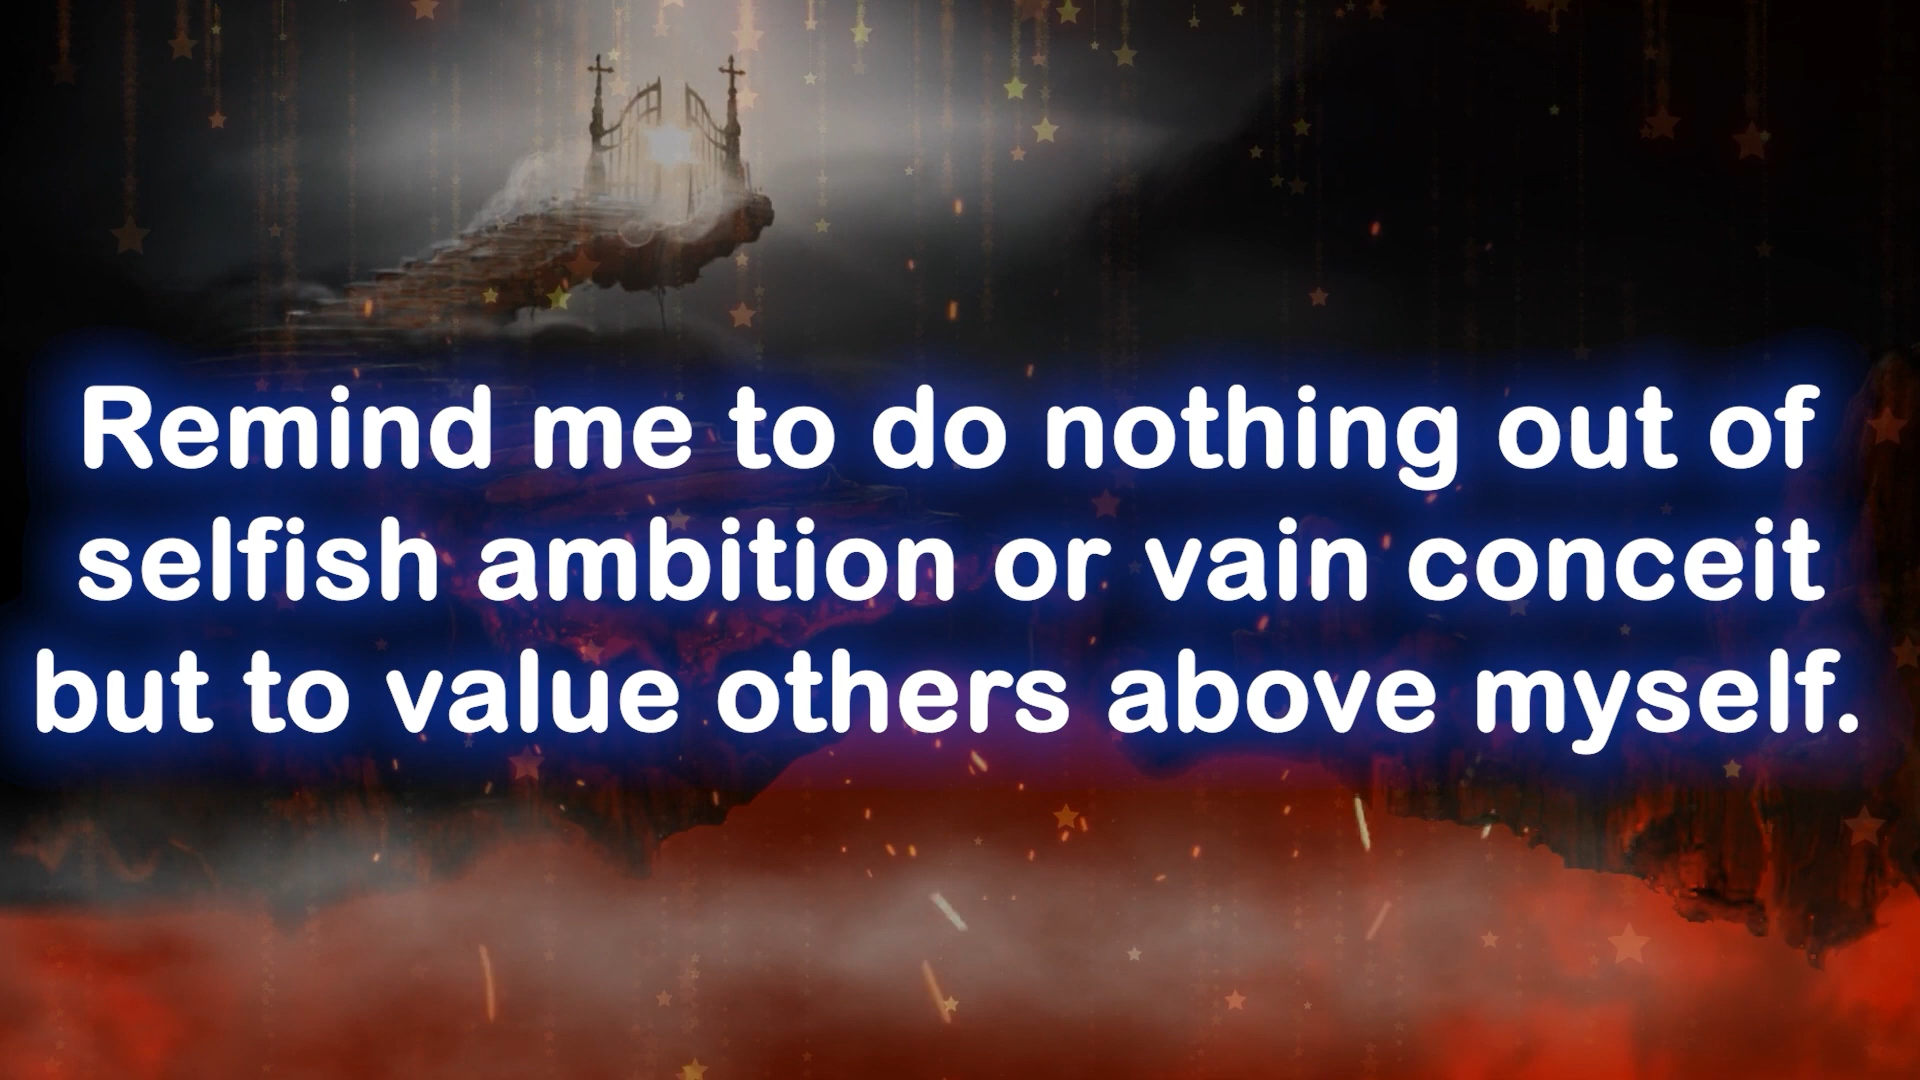 Remind me to do nothing out of
selfish ambition or vain conceit
but to value others above myself.